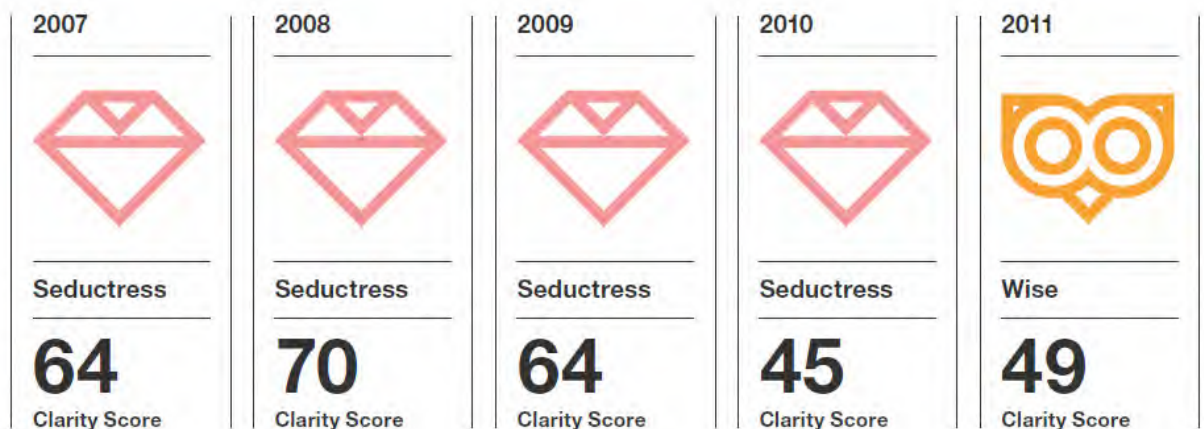 2007
Seductress
64
Clarity Score
2008
Seductress
70
Clarity Score
2009
Seductress
64
Clarity Score
2010
Seductress
45
Clarity Score
2011
Wise
49
Clarity Score